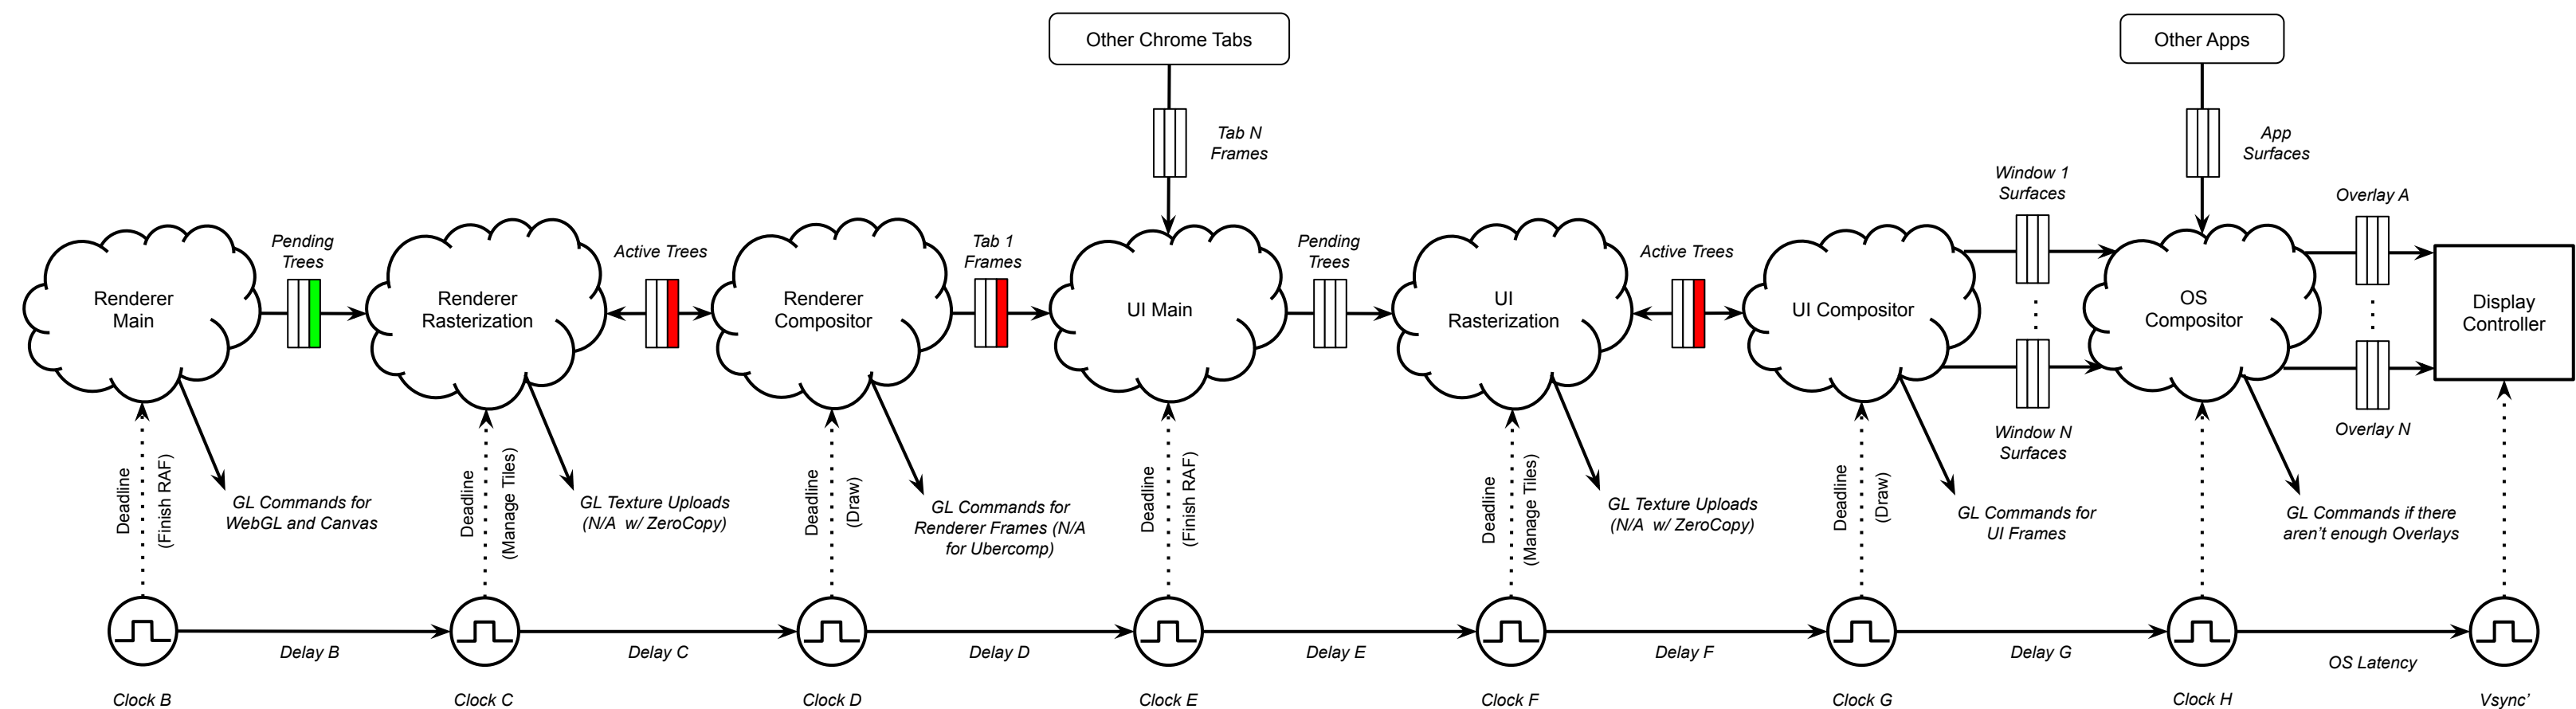 Other Chrome Tabs
Other Apps
Tab N
Frames
App
Surfaces
Window 1
Surfaces
Overlay A
Pending
Trees
Active Trees
Tab 1
Frames
Pending
Trees
Active Trees
Renderer
Main
Renderer
Rasterization
Renderer
Compositor
UI Main
UI
Rasterization
UI Compositor
OS
Compositor
Display
Controller
Window N
Surfaces
Overlay N
Deadline
(Finish RAF)
GL Commands for
WebGL and Canvas
Deadline
(Manage Tiles)
GL Texture Uploads
(N/A w/ ZeroCopy)
Deadline
(Draw)
GL Commands for
Renderer Frames (N/A
for Ubercomp)
Deadline
(Finish RAF)
Deadline
(Manage Tiles)
GL Texture Uploads
(N/A w/ ZeroCopy)
Deadline
(Draw)
GL Commands for
UI Frames
GL Commands if there
aren't enough Overlays
Delay B
Delay C
Delay D
Delay E
Delay F
Delay G
OS Latency
Clock B
Clock C
Clock D
Clock E
Clock F
Clock G
Clock H
Vsync’